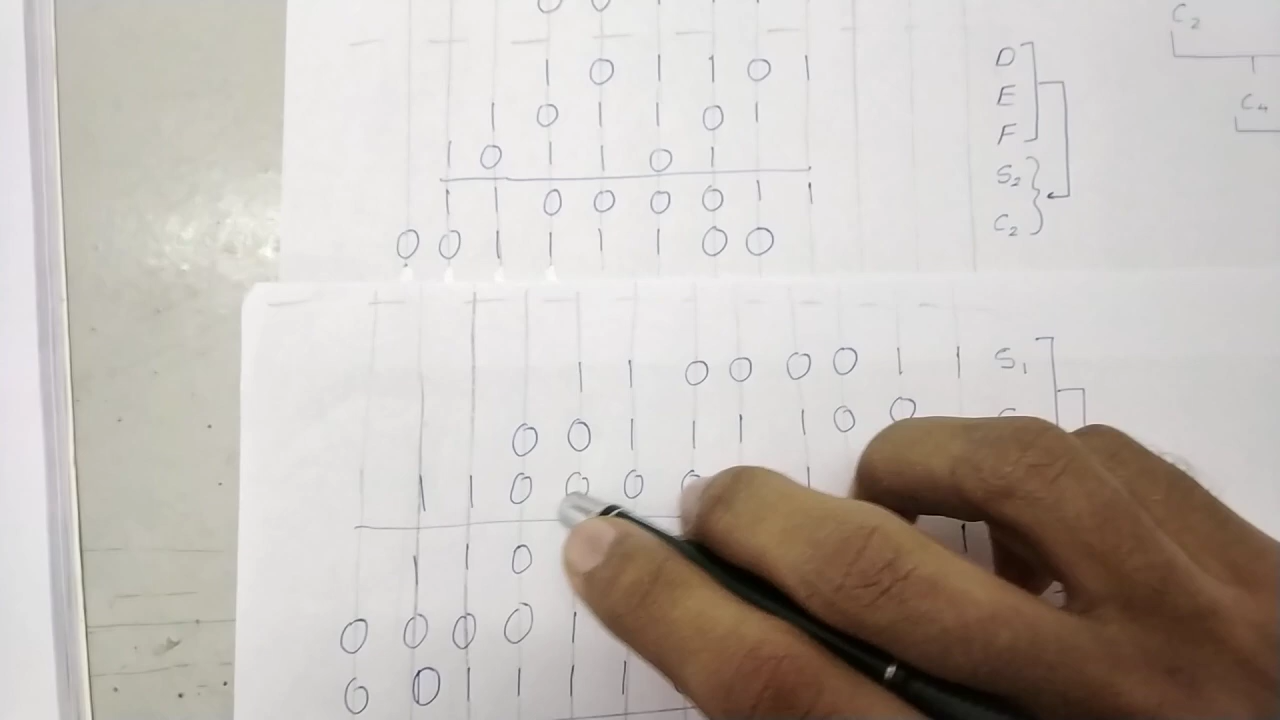 C₂
1 0 1 1 0 1 D
C₄
1 0 1 1 0 1 E
1 0 1 1 0 1 F
1 1 0 0 0 0 1 1 S₂
0 0 1 1 1 1 0 0 C₂
1 1 0 0 0 0 1 1 S₁
0 0 1 1 1 1 0 0
1 1 0 0 0 1
1 1 0 1
0 0 0 0 1
0 0 1 1 1 1